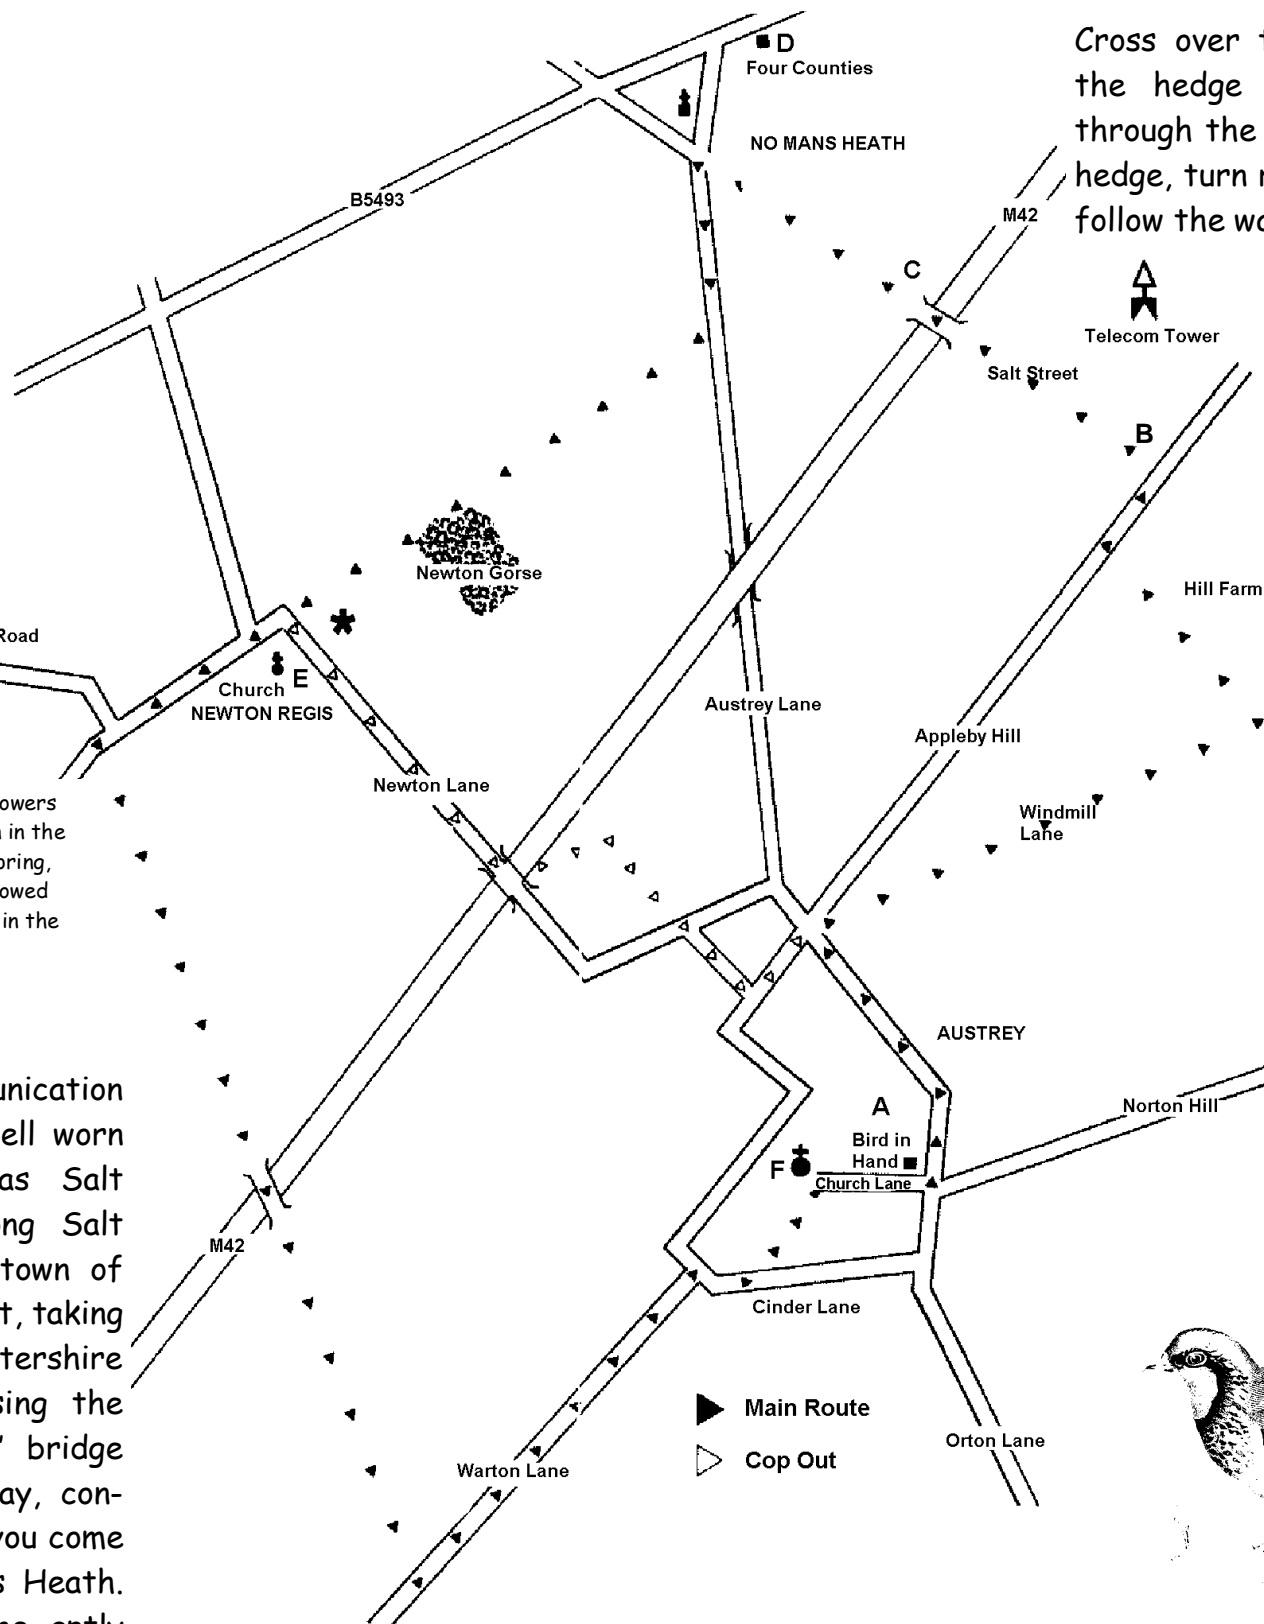 Cross over
the hedge
through the
hedge, turn
follow the
D
Four Counties
NO MANS HEATH
B5493
M42
C
Telecom Tower
Salt Street
B
Newton Gorse
Hill Farm
Road
*
Church E
NEWTON REGIS
Austrey Lane
Appleby Hill
Newton Lane
Windmill
Lane
in the
owed
in the
AUSTREY
Norton Hill
A
Bird in
Hand
F
Church Lane
M42
Cinder Lane
Main Route
Cop Out
Orton Lane
Warton Lane
unication
ell worn
as Salt
ong Salt
town of
t, taking
tershire
sing the
' bridge
ay, con-
you come
s Heath.